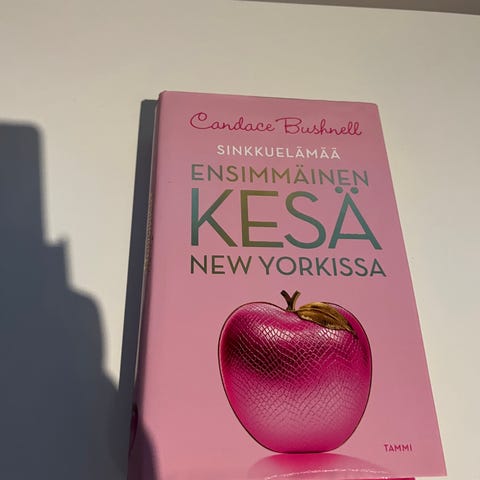 Candace Bushnell
SINKKUELÄMÄÄ
ENSIMMÄINEN
KESÄ
NEW YORKISSA
TAMMI